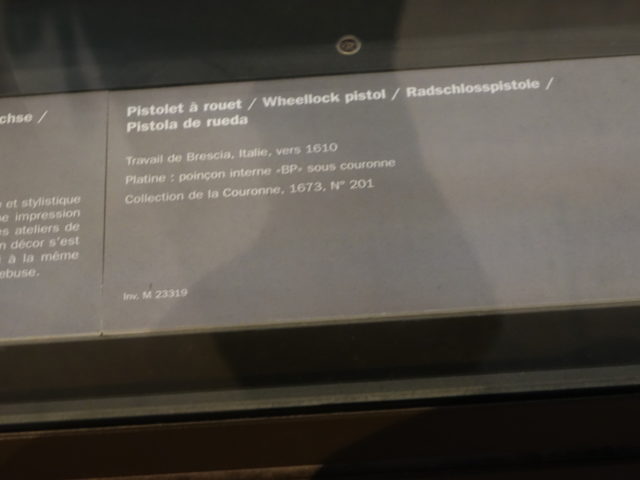 chse /
et stylistique
impression
ateliers de
décor s'est
à la même
ebuse.
Pistolet à rouet / Wheellock pistol / Radschlosspistole /
Pistola de rueda
Travail de Brescia, Italie, vers 1610
Platine : poinçon interne «BP» sous couronne
Collection de la Couronne, 1673, N° 201
Inv. M 23319